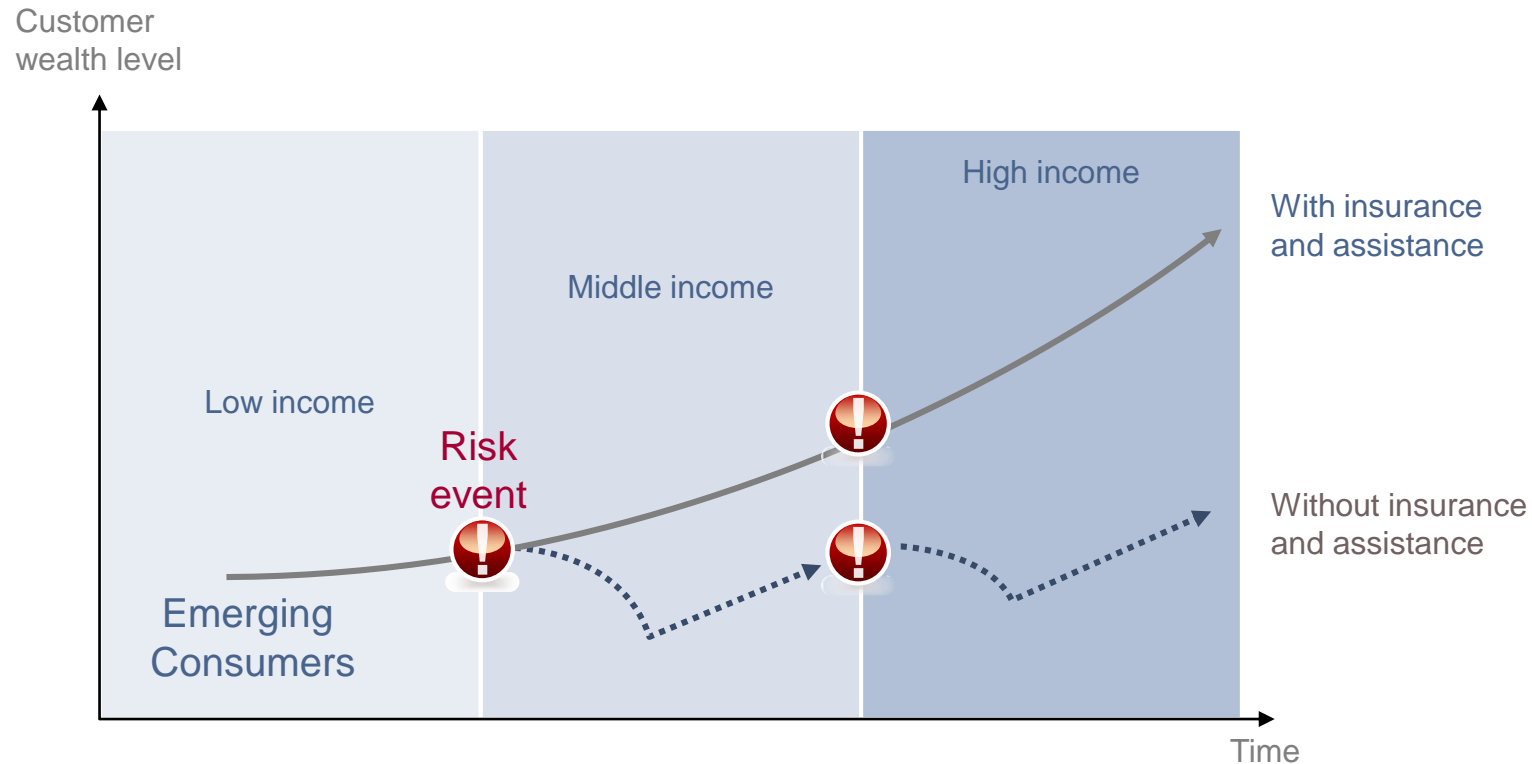 Customer
wealth level
High income
With insurance
and assistance
Middle income
Low income
Risk
event
Without insurance
and assistance
Emerging
Consumers
Time